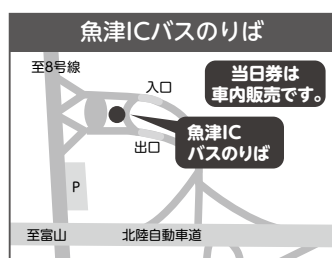 魚津ICバスのりば
至8号線
当日券は
車内販売です。
入口
魚津IC
バスのりば
出口
P
至富山
北陸自動車道